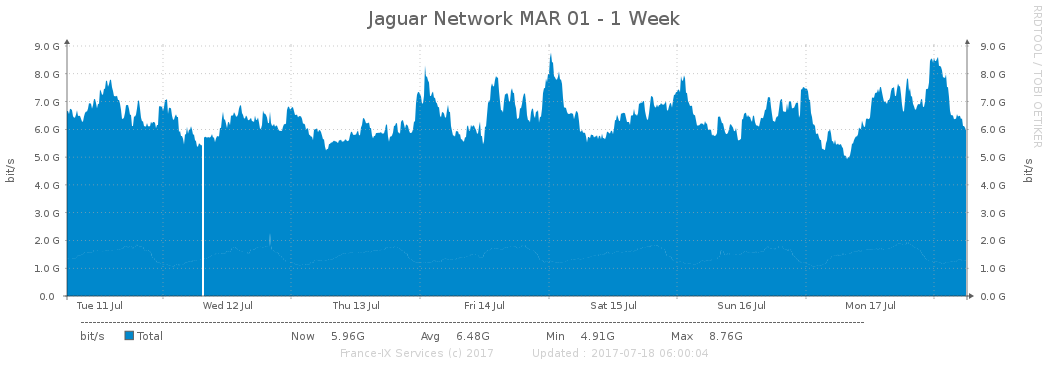 Jaguar Network MAR 01 - 1 Week
RRDTOOL / TOBI OETIKER
bit/s
9.0 G 9.0 G
8.0 G 8.0 G
7.0 G 7.0 G
6.0 G 6.0 G
5.0 G 5.0 G
4.0 G 4.0 G
3.0 G 3.0 G
2.0 G 2.0 G
1.0 G 1.0 G
0.0 0.0 G
bit/s
Tue 11 Jul Wed 12 Jul Thu 13 Jul Fri 14 Jul Sat 15 Jul Sun 16 Jul Mon 17 Jul
bit/s Total Now 5.96G Avg 6.48G Min 4.91G Max 8.76G
France-IX Services (c) 2017 Updated : 2017-07-18 06:00:04